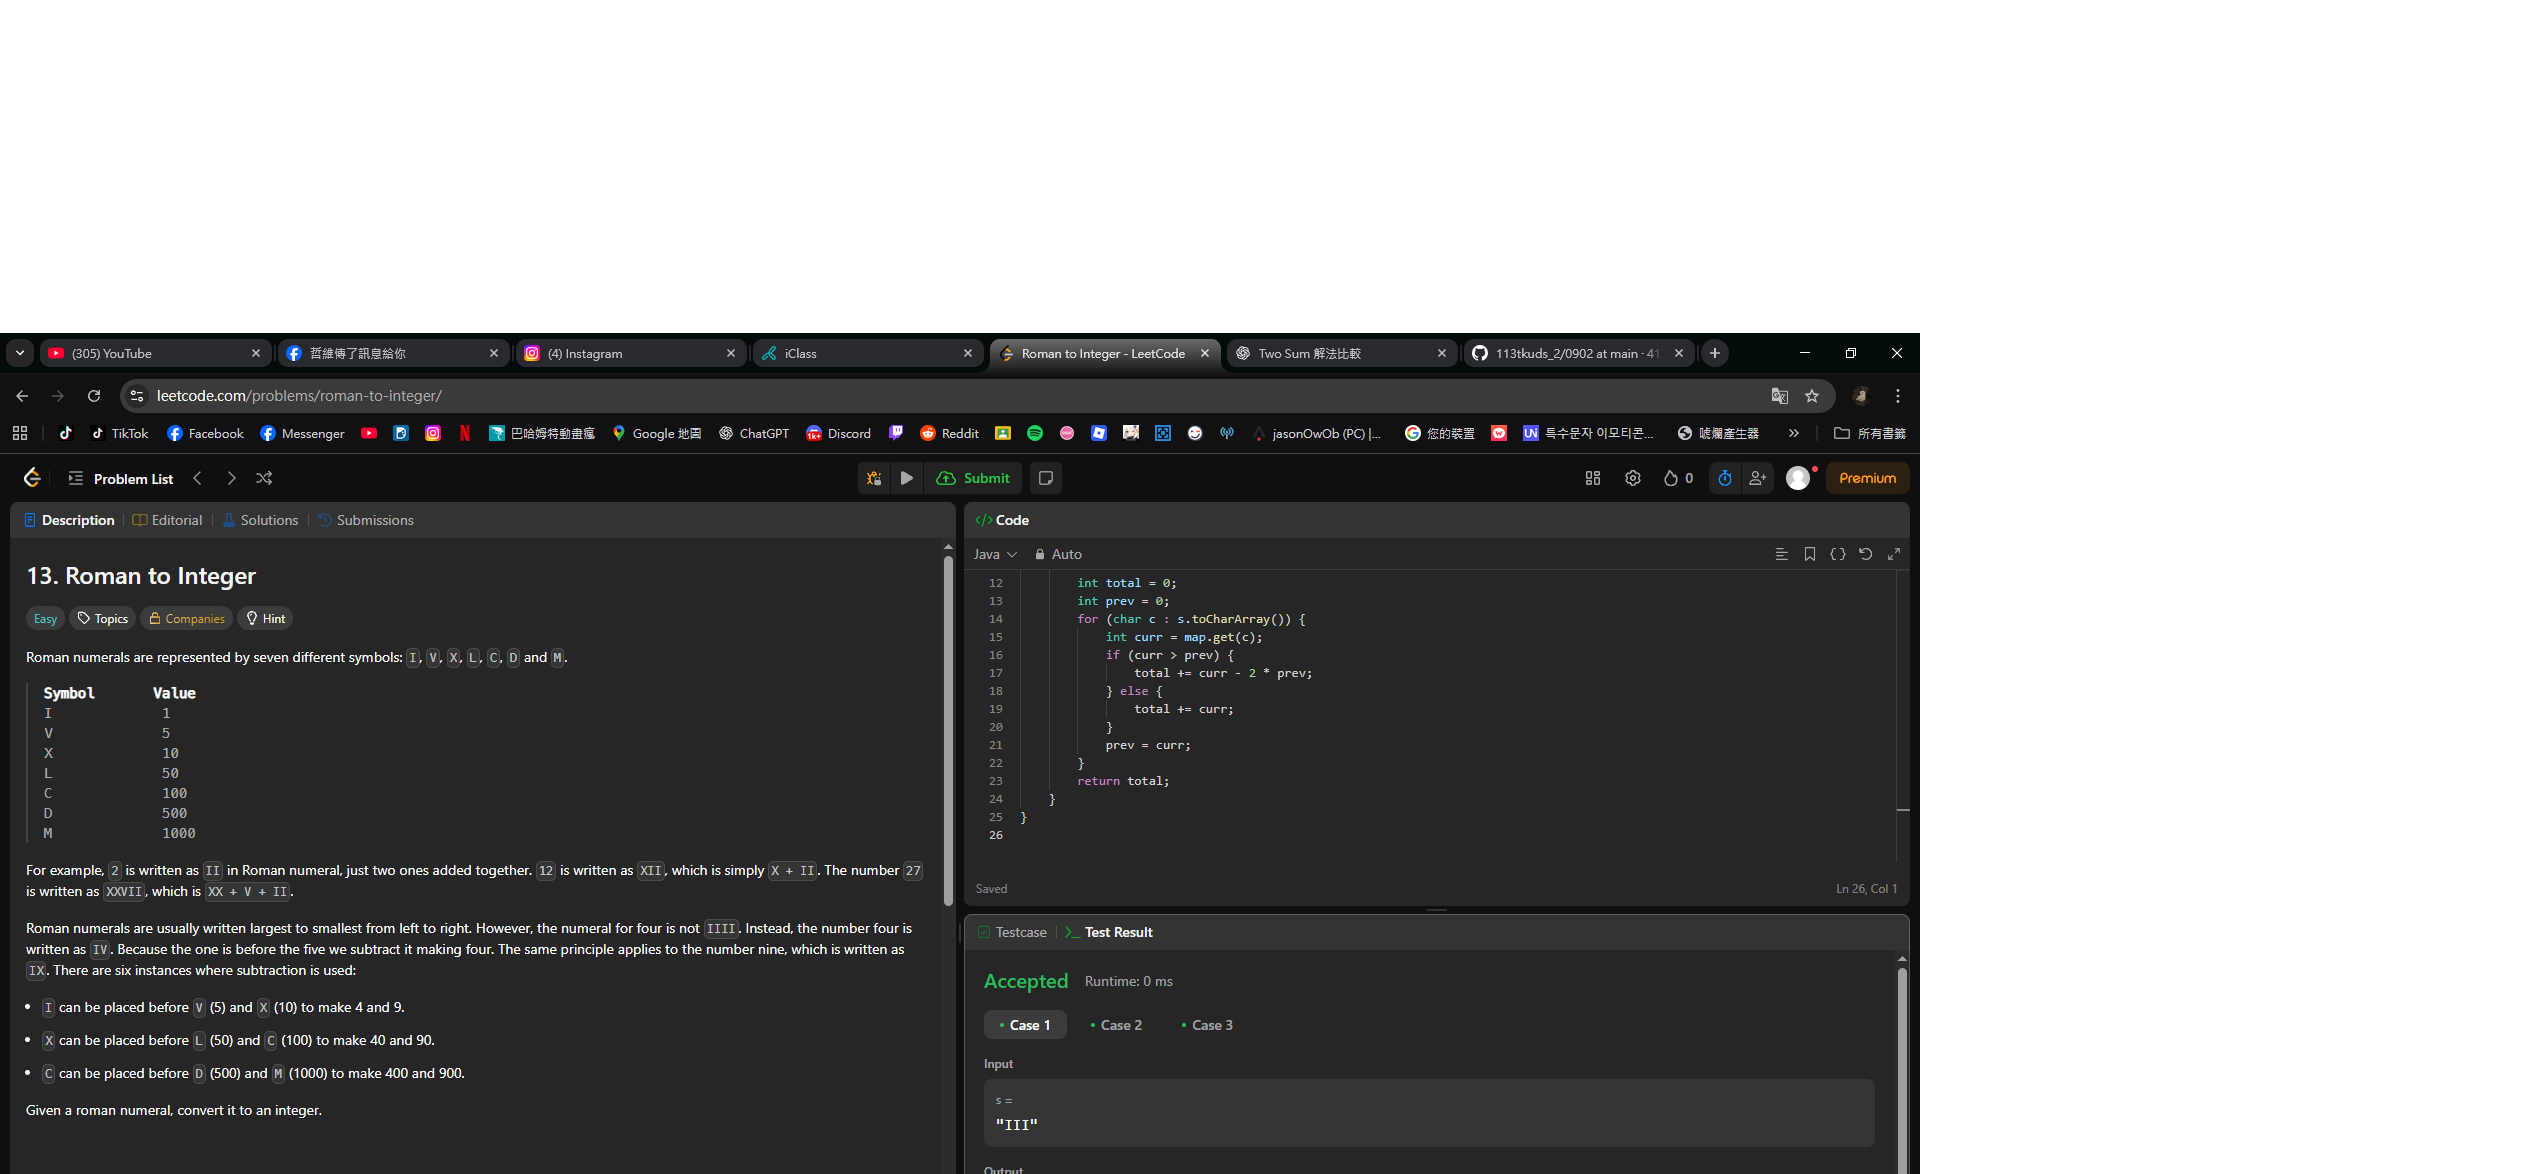 (305) YouTube
哲維傳了訊息給你
(4) Instagram
iClass
Roman to Integer - LeetCode
Two Sum 解法比較
113tkuds_2/0902 at main · 41
leetcode.com/problems/roman-to-integer/
TikTok
Facebook
Messenger
巴哈姆特動畫瘋
Google 地圖
ChatGPT
Discord
Reddit
jasonOwOb (PC) |...
您的裝置
특수문자 이모티콘...
唬爛產生器
所有書籤
Problem List
Submit
0
Premium
Description
Editorial
Solutions
Submissions
13. Roman to Integer
Easy
Topics
Companies
Hint
Roman numerals are represented by seven different symbols: I, V, X, L, C, D and M.
Symbol Value
I 1
V 5
X 10
L 50
C 100
D 500
M 1000
For example, 2 is written as II in Roman numeral, just two ones added together. 12 is written as XII, which is simply X + II. The number 27
is written as XXVII, which is XX + V + II.
Roman numerals are usually written largest to smallest from left to right. However, the numeral for four is not IIII. Instead, the number four is
written as IV. Because the one is before the five we subtract it making four. The same principle applies to the number nine, which is written as
IX. There are six instances where subtraction is used:
• I can be placed before V (5) and X (10) to make 4 and 9.
• X can be placed before L (50) and C (100) to make 40 and 90.
• C can be placed before D (500) and M (1000) to make 400 and 900.
Given a roman numeral, convert it to an integer.
</> Code
Java
Auto
12 int total = 0;
13 int prev = 0;
14 for (char c : s.toCharArray()) {
15 int curr = map.get(c);
16 if (curr > prev) {
17 total += curr - 2 * prev;
18 } else {
19 total += curr;
20 }
21 prev = curr;
22 }
23 return total;
24 }
25 }
26
Saved
Ln 26, Col 1
Testcase
Test Result
Accepted
Runtime: 0 ms
Case 1
Case 2
Case 3
Input
s =
"III"
Output